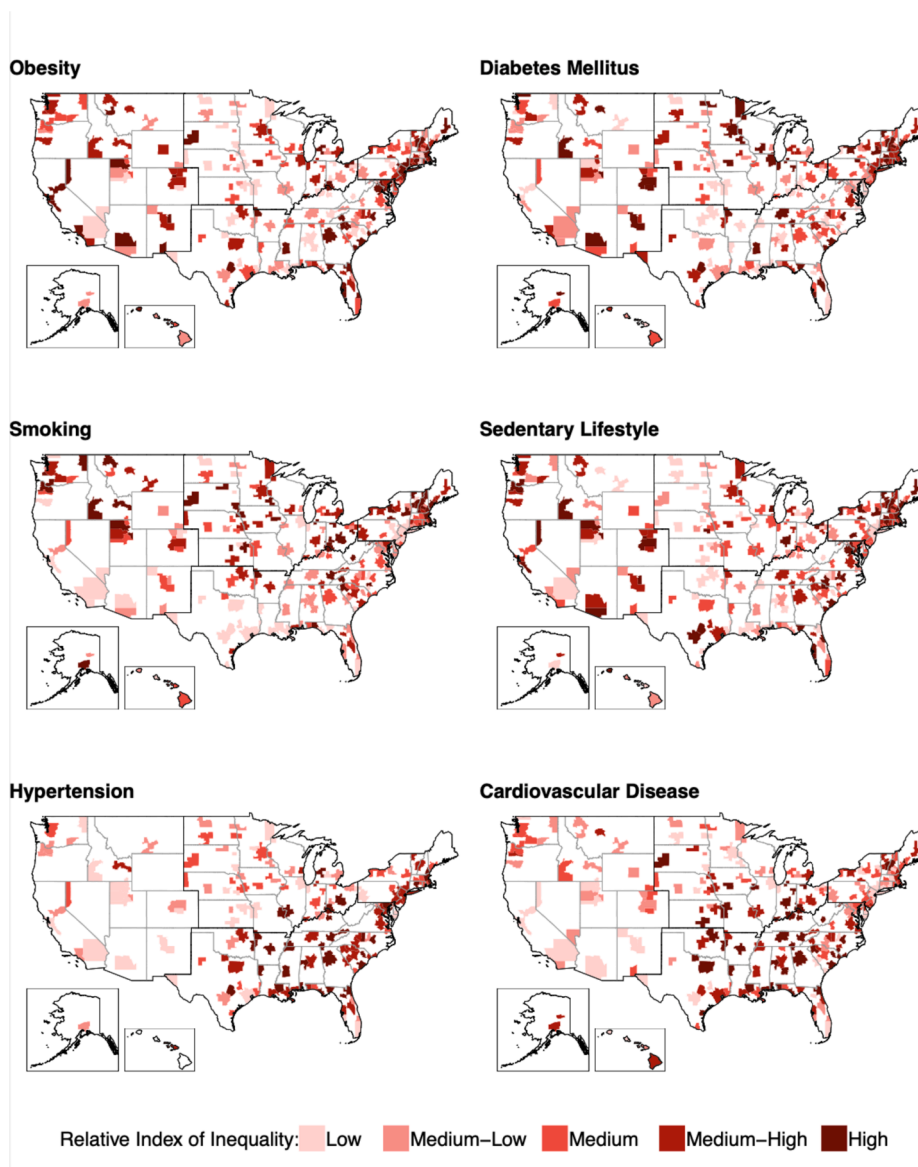 Obesity
Diabetes Mellitus
Smoking
Sedentary Lifestyle
Hypertension
Cardiovascular Disease
Relative Index of Inequality: Low Medium−Low Medium Medium−High High